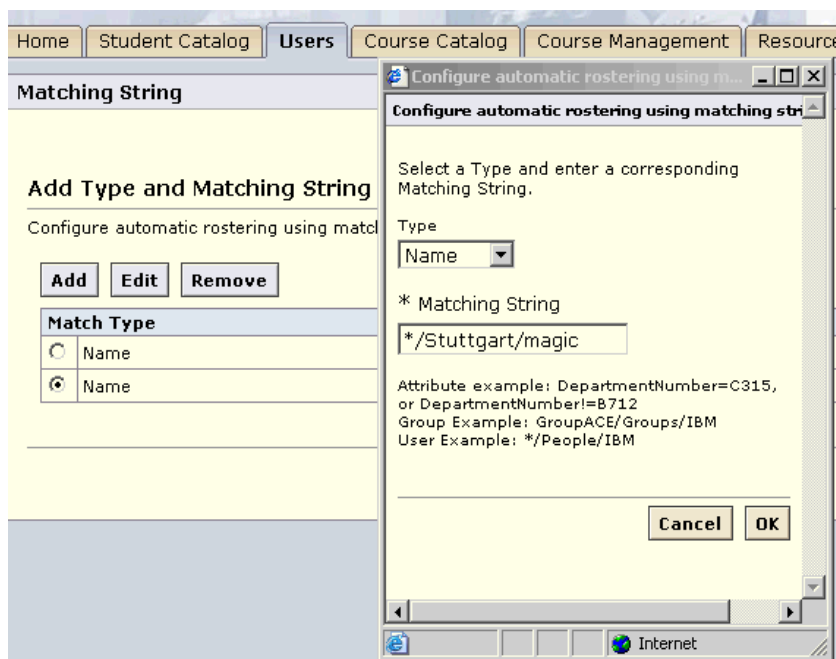 Home Student Catalog Users Course Catalog Course Management Resource
Matching String
Add Type and Matching String
Configure automatic rostering using matc
Add Edit Remove
Match Type
Name
Name
Configure automatic rostering using m...
Configure automatic rostering using matching stri
Select a Type and enter a corresponding
Matching String.
Type
Name
* Matching String
*/Stuttgart/magic
Attribute example: DepartmentNumber=C315,
or DepartmentNumber!=B712
Group Example: GroupACE/Groups/IBM
User Example: */People/IBM
Cancel OK
Internet